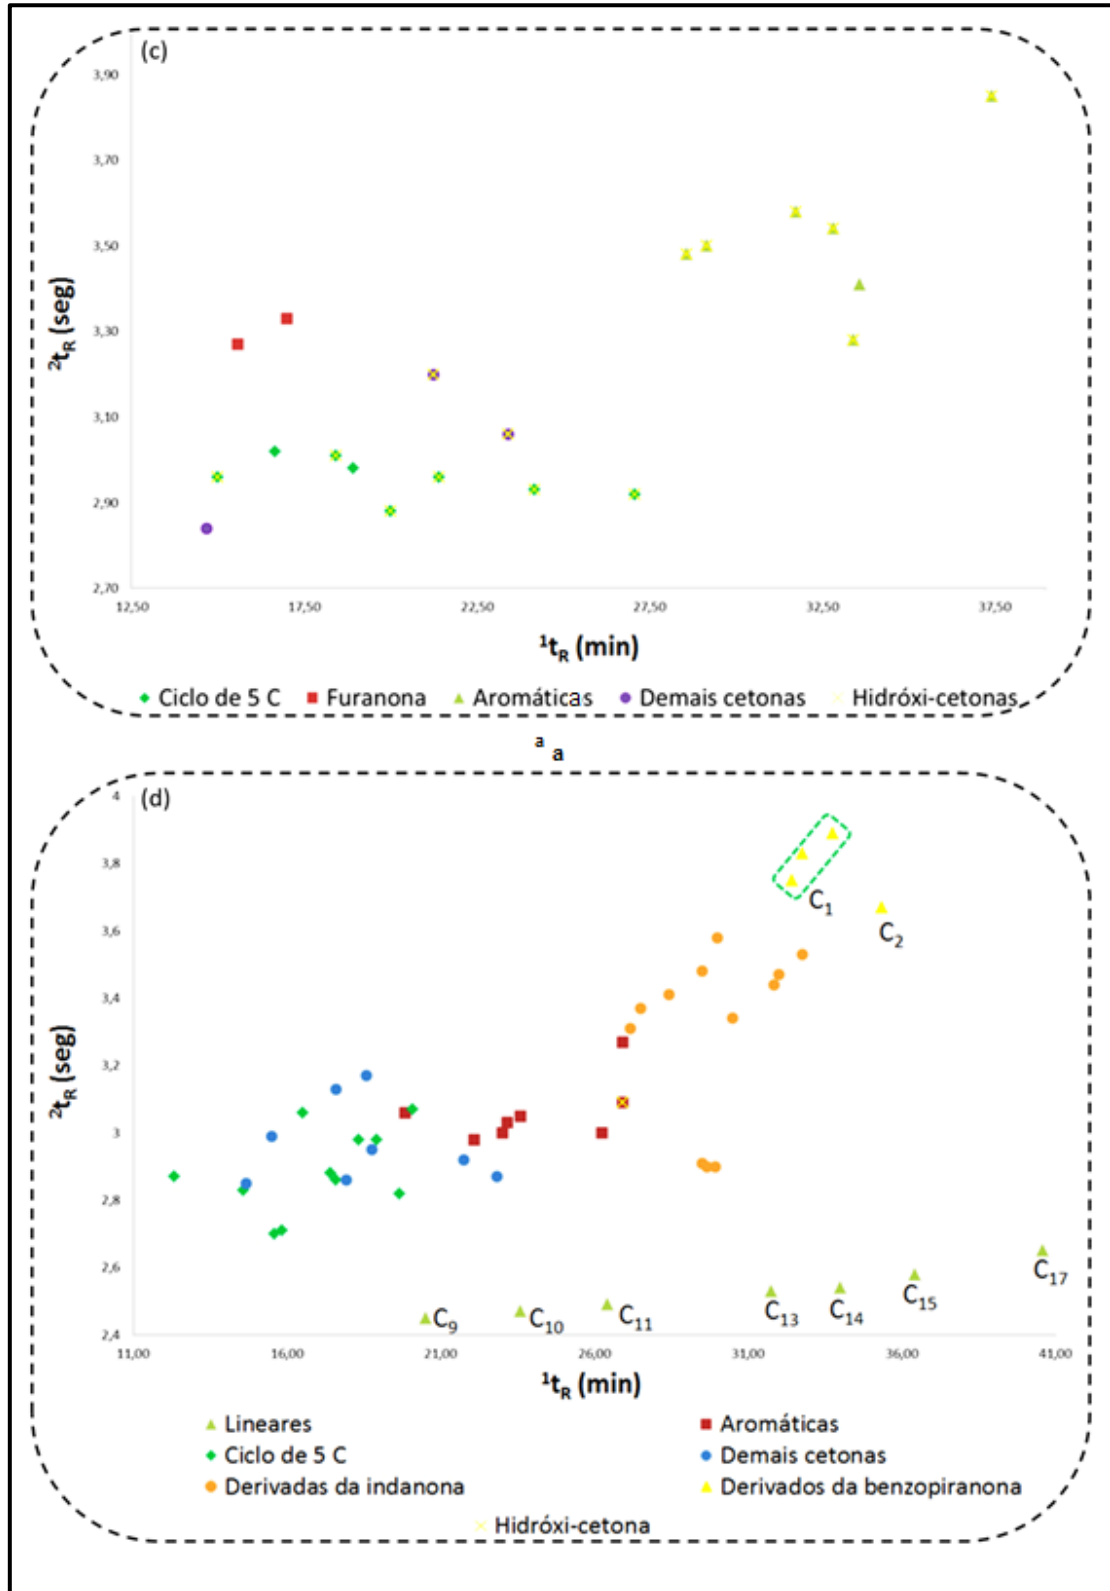 (c)
3,90
3,70
3,50
3,30
3,10
2,90
2,70
²tR (seg)
12,50 17,50 22,50 27,50 32,50 37,50
¹tR (min)
Ciclo de 5 C Furanona Aromáticas Demais cetonas Hidróxi-cetonas
a
a a
(d)
4
3,8
3,6
3,4
3,2
3
2,8
2,6
2,4
²tR (seg)
C1
C2
C9 C10 C11 C13 C14 C15 C17
11,00 16,00 21,00 26,00 31,00 36,00 41,00
¹tR (min)
Lineares Aromáticas
Ciclo de 5 C Demais cetonas
Derivadas da indanona Derivados da benzopiranona
Hidróxi-cetona